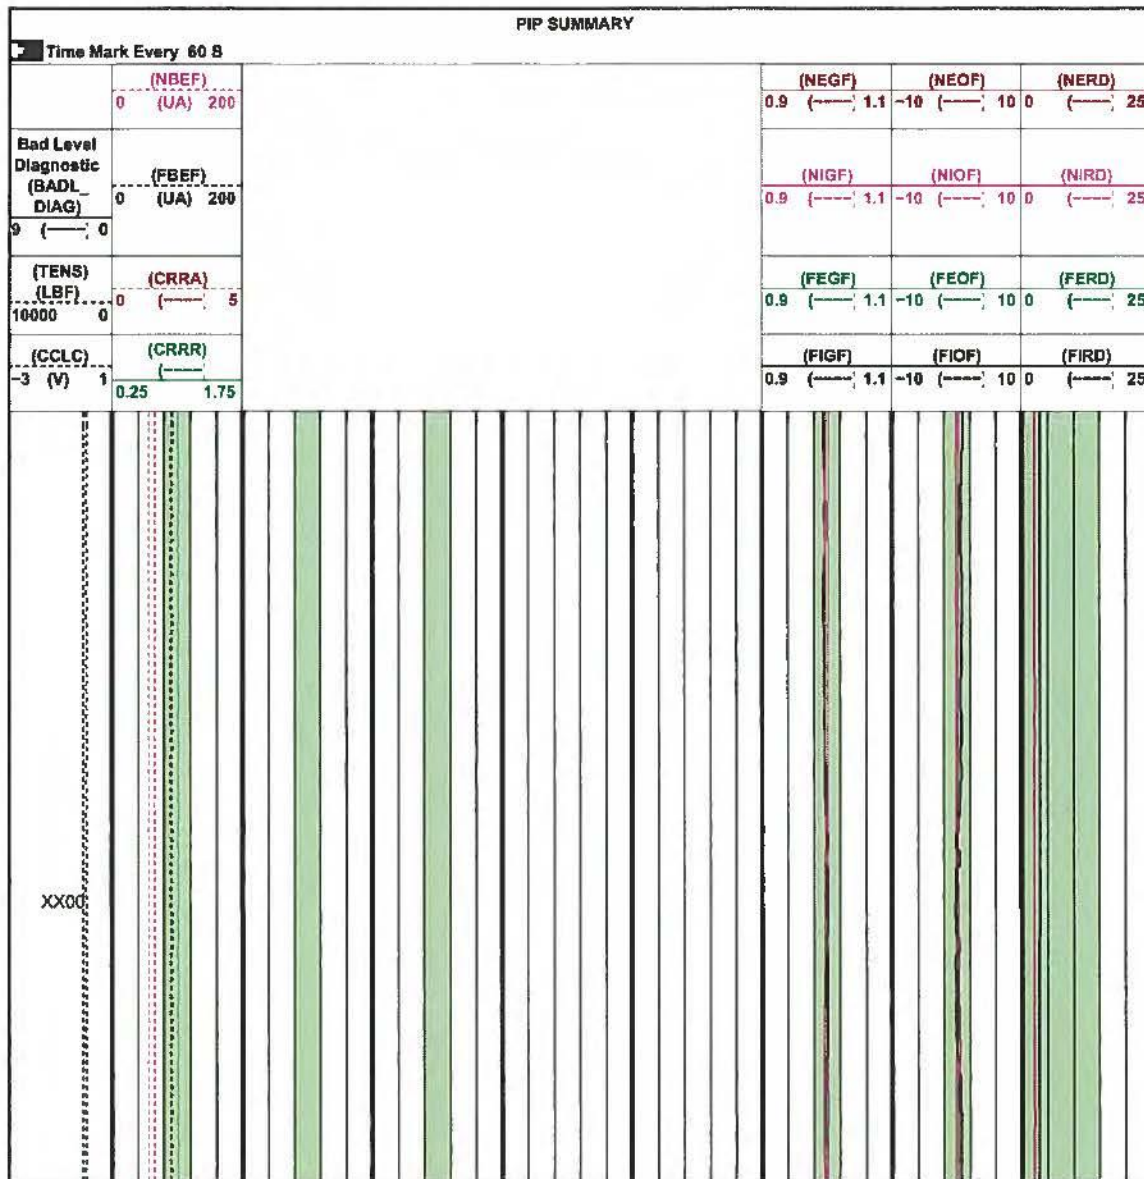 PIP SUMMARY
Time Mark Every 60 S
(NBEF)
0 (UA) 200
(NEGF)
0.9 (----) 1.1
(NEOF)
-10 (----) 10
(NERD)
0 (----) 25
Bad Level
Diagnostic
(BADL_
DIAG)
9 (----) 0
(FBEF)
0 (UA) 200
(NIGF)
0.9 (----) 1.1
(NIOF)
-10 (----) 10
(NIRD)
0 (----) 25
(TENS)
(LBF)
10000 0
(CRRA)
0 (----) 5
(FEGF)
0.9 (----) 1.1
(FEOF)
-10 (----) 10
(FERD)
0 (----) 25
(CCLC)
-3 (V) 1
(CRRR)
(----)
0.25 1.75
(FIGF)
0.9 (----) 1.1
(FIOF)
-10 (----) 10
(FIRD)
0 (----) 25
XX00